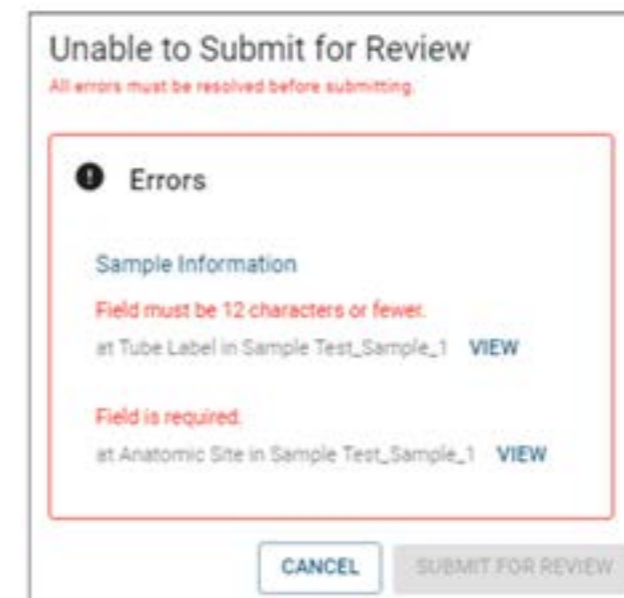 Unable to Submit for Review
All errors must be resolved before submitting.
Errors
Sample Information
Field must be 12 characters or fewer.
at Tube Label in Sample Test_Sample_1 VIEW
Field is required.
at Anatomic Site in Sample Test_Sample_1 VIEW
CANCEL SUBMIT FOR REVIEW